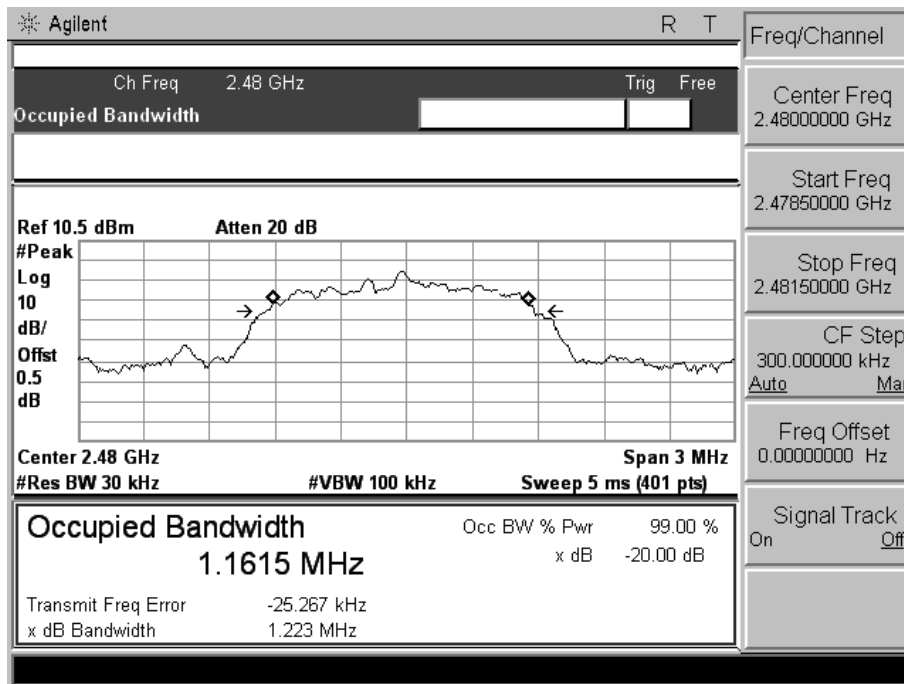 Agilent R T
Ch Freq 2.48 GHz Trig Free
Occupied Bandwidth
Ref 10.5 dBm Atten 20 dB
#Peak
Log
10
dB/
Offst
0.5
dB
Center 2.48 GHz Span 3 MHz
#Res BW 30 kHz #VBW 100 kHz Sweep 5 ms (401 pts)
Occupied Bandwidth
1.1615 MHz
Occ BW % Pwr 99.00 %
x dB -20.00 dB
Transmit Freq Error -25.267 kHz
x dB Bandwidth 1.223 MHz
Freq/Channel
Center Freq
2.48000000 GHz
Start Freq
2.47850000 GHz
Stop Freq
2.48150000 GHz
CF Step
300.000000 kHz
Auto Ma
Freq Offset
0.00000000 Hz
Signal Track
On Off